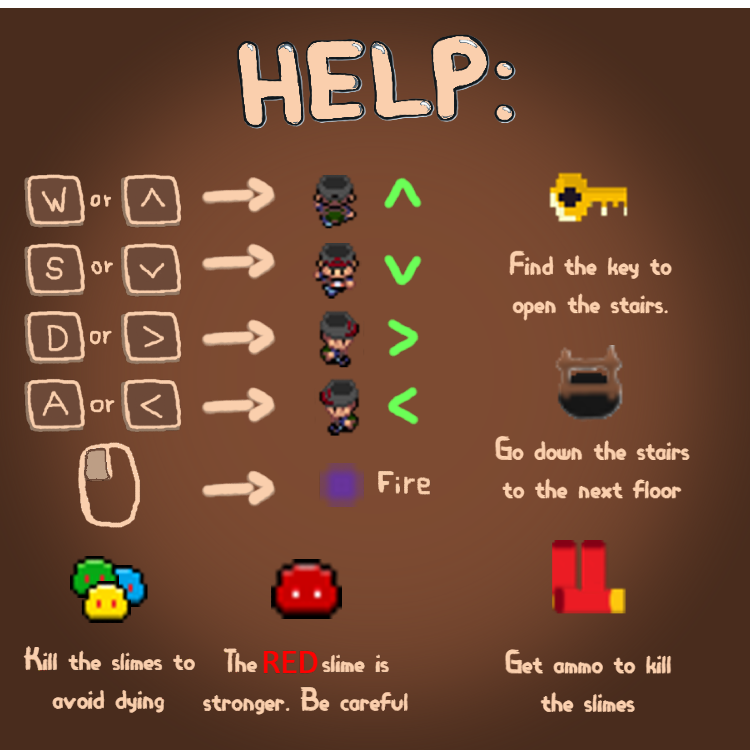 HELP:
W or ^
S or v
D or >
A or <
Fire
Find the key to
open the stairs.
Go down the stairs
to the next floor
Kill the slimes to
avoid dying
The RED slime is
stronger. Be careful
Get ammo to kill
the slimes